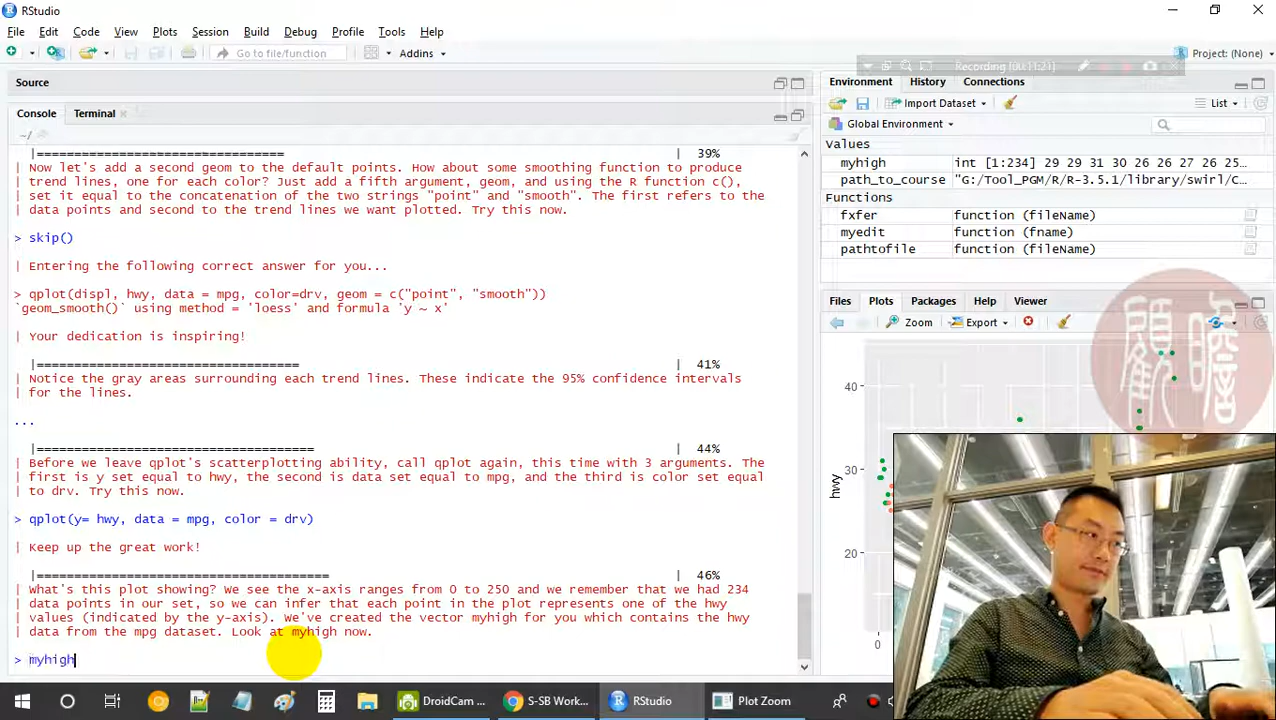 RStudio
File Edit Code View Plots Session Build Debug Profile Tools Help
Go to file/function Addins Project: (None)
Recording [00:11:21]
Source
Console Terminal
~/
|================================= | 39%
| Now let's add a second geom to the default points. How about some smoothing function to produce
| trend lines, one for each color? Just add a fifth argument, geom, and using the R function c(),
| set it equal to the concatenation of the two strings "point" and "smooth". The first refers to the
| data points and second to the trend lines we want plotted. Try this now.
> skip()
| Entering the following correct answer for you...
> qplot(displ, hwy, data = mpg, color=drv, geom = c("point", "smooth"))
`geom_smooth()` using method = 'loess' and formula 'y ~ x'
| Your dedication is inspiring!
|=================================== | 41%
| Notice the gray areas surrounding each trend lines. These indicate the 95% confidence intervals
| for the lines.
...
|===================================== | 44%
| Before we leave qplot's scatterplotting ability, call qplot again, this time with 3 arguments. The
| first is y set equal to hwy, the second is data set equal to mpg, and the third is color set equal
| to drv. Try this now.
> qplot(y= hwy, data = mpg, color = drv)
| Keep up the great work!
|======================================= | 46%
| What's this plot showing? We see the x-axis ranges from 0 to 250 and we remember that we had 234
| data points in our set, so we can infer that each point in the plot represents one of the hwy
| values (indicated by the y-axis). We've created the vector myhigh for you which contains the hwy
| data from the mpg dataset. Look at myhigh now.
> myhigh
Environment History Connections
Import Dataset List
Global Environment
Values
myhigh int [1:234] 29 29 31 30 26 26 27 26 25...
path_to_course "G:/Tool_PGM/R/R-3.5.1/library/swirl/C...
Functions
fxfer function (fileName)
myedit function (fname)
pathtofile function (fileName)
Files Plots Packages Help Viewer
Zoom Export
40
30
20
hwy
0
DroidCam ... S-SB Work... RStudio Plot Zoom